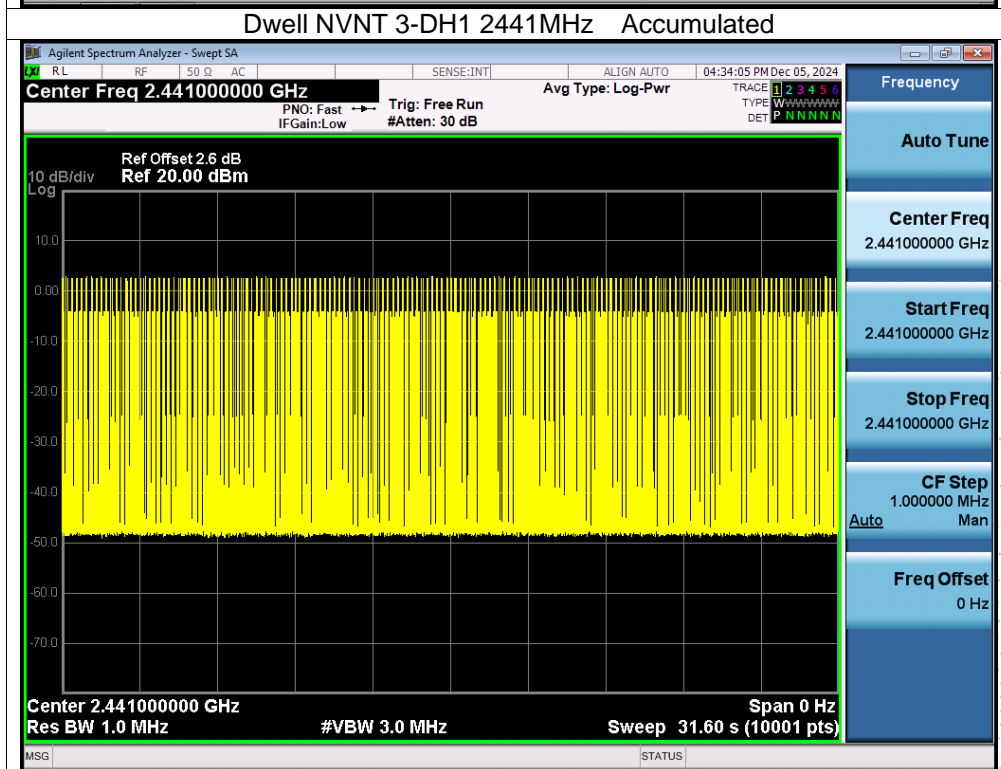 Dwell NVNT 3-DH1 2441MHz Accumulated
Agilent Spectrum Analyzer - Swept SA
LXI RL RF 50 Ω AC SENSE:INT ALIGN AUTO 04:34:05 PM Dec 05, 2024
Center Freq 2.441000000 GHz
PNO: Fast
IFGain:Low
Trig: Free Run
#Atten: 30 dB
Avg Type: Log-Pwr
TRACE 1 2 3 4 5 6
TYPE WWWWWWW
DET P N N N N N
Frequency
Auto Tune
Center Freq
2.441000000 GHz
Start Freq
2.441000000 GHz
Stop Freq
2.441000000 GHz
CF Step
1.000000 MHz
Auto Man
Freq Offset
0 Hz
Ref Offset 2.6 dB
10 dB/div Ref 20.00 dBm
Log
10.0
0.00
-10.0
-20.0
-30.0
-40.0
-50.0
-60.0
-70.0
Center 2.441000000 GHz Span 0 Hz
Res BW 1.0 MHz #VBW 3.0 MHz Sweep 31.60 s (10001 pts)
MSG STATUS